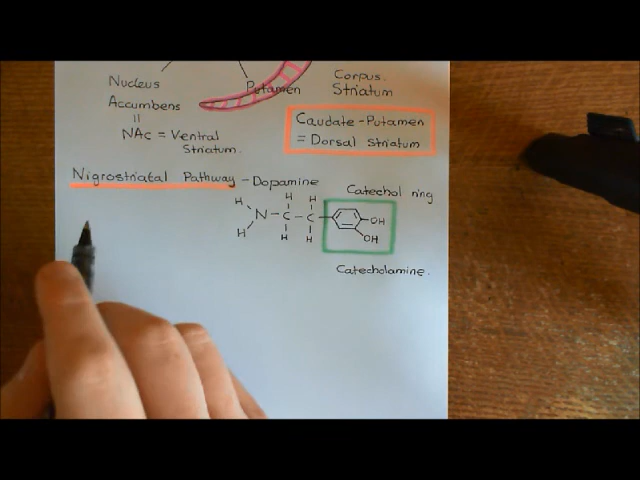 Nucleus
Accumbens
=
NAc = Ventral
Striatum.
Putamen
Corpus
Striatum
Caudate-Putamen
= Dorsal Striatum
Nigrostriatal Pathway - Dopamine
Catechol ring
H H H
N - C - C - OH
H H H OH
Catecholamine.